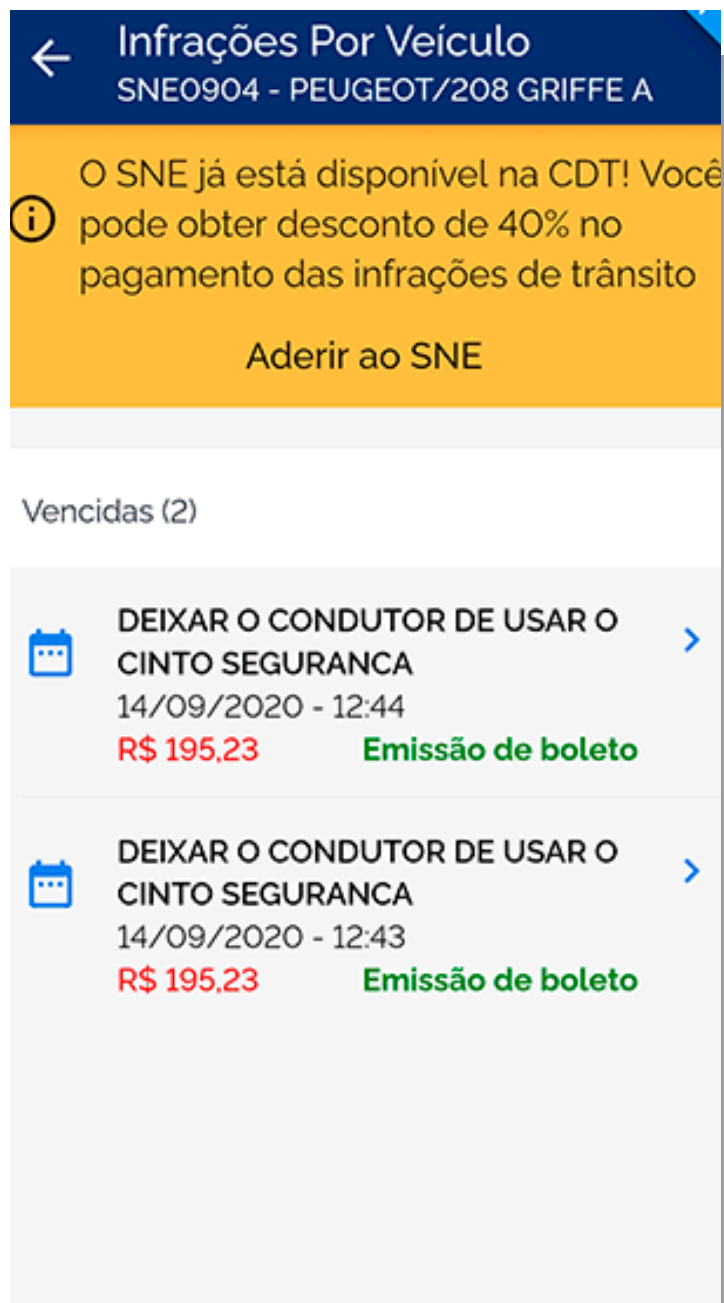 Infrações Por Veículo
SNE0904 - PEUGEOT/208 GRIFFE A
O SNE já está disponível na CDT! Você
pode obter desconto de 40% no
pagamento das infrações de trânsito
Aderir ao SNE
Vencidas (2)
DEIXAR O CONDUTOR DE USAR O
CINTO SEGURANCA
14/09/2020 - 12:44
R$ 195,23 Emissão de boleto
DEIXAR O CONDUTOR DE USAR O
CINTO SEGURANCA
14/09/2020 - 12:43
R$ 195,23 Emissão de boleto